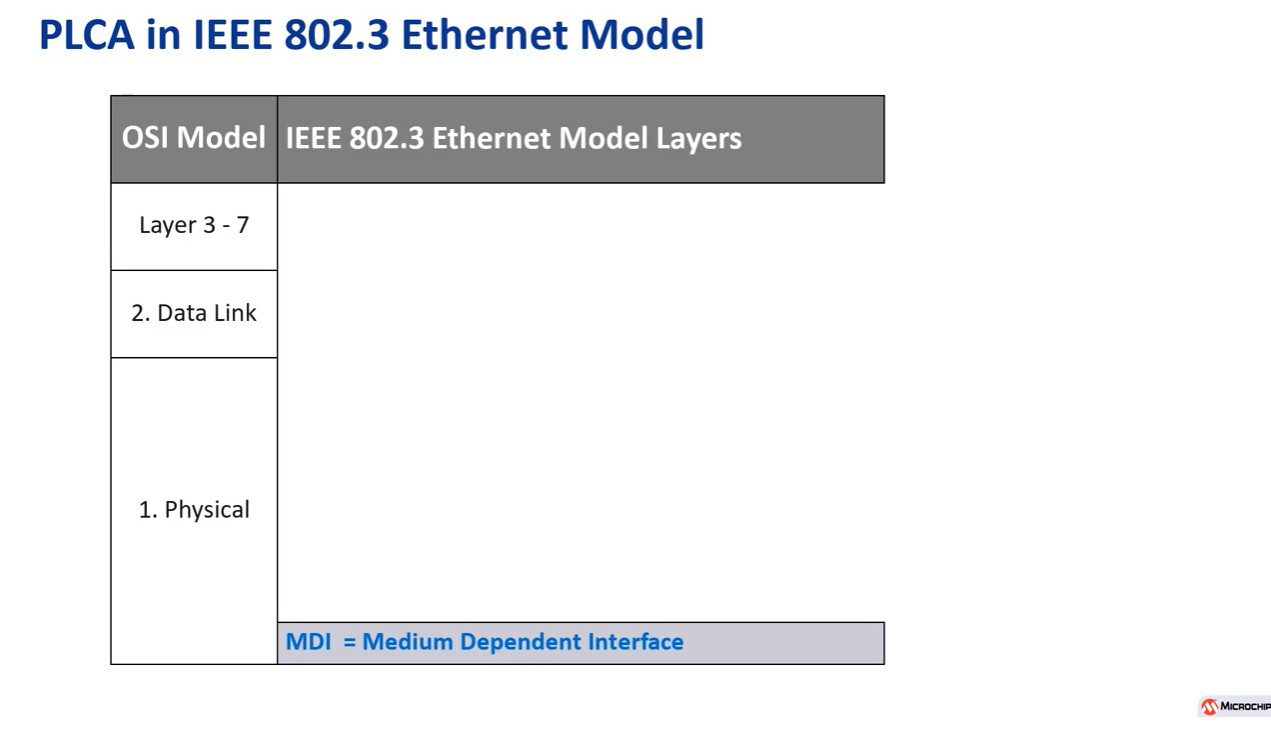 PLCA in IEEE 802.3 Ethernet Model
OSI Model
IEEE 802.3 Ethernet Model Layers
Layer 3 - 7
2. Data Link
1. Physical
MDI = Medium Dependent Interface
MICROCHIP